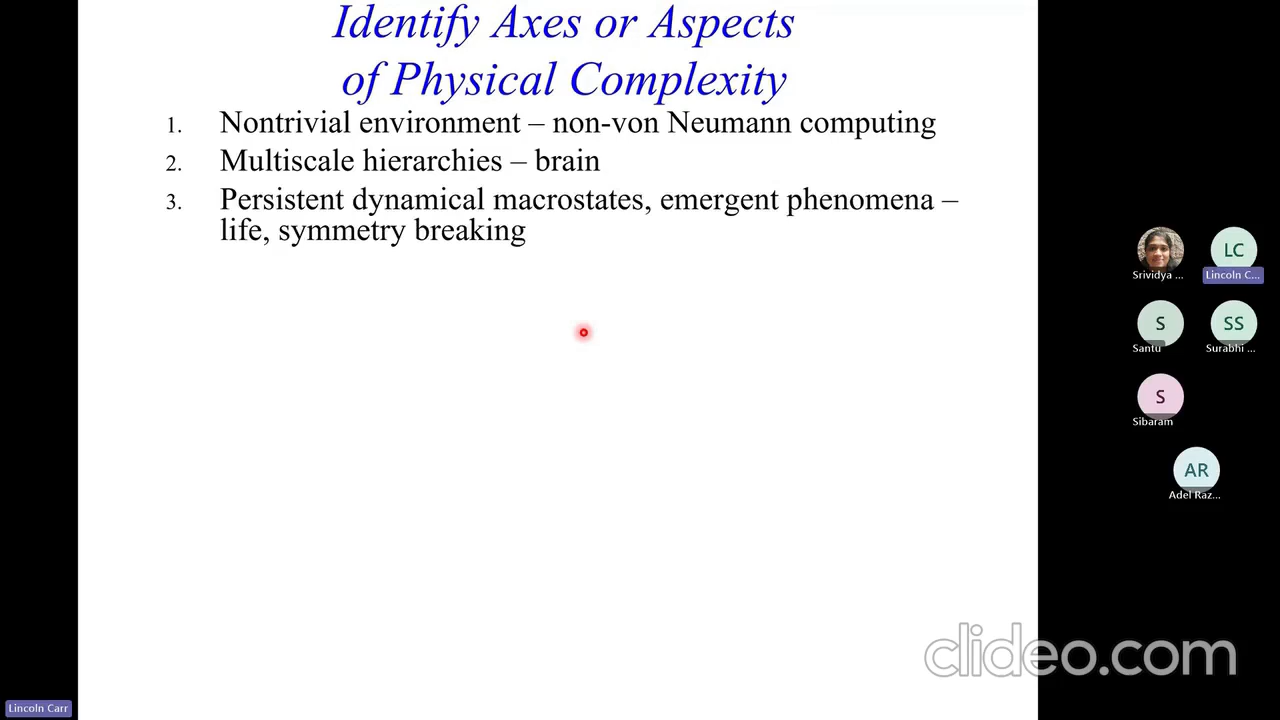 Identify Axes or Aspects
of Physical Complexity
1. Nontrivial environment – non-von Neumann computing
2. Multiscale hierarchies – brain
3. Persistent dynamical macrostates, emergent phenomena –
life, symmetry breaking
Srividya ...
LC
Lincoln C...
S
Santu
SS
Surabhi ...
S
Sibaram
AR
Adel Raz...
clideo.com
Lincoln Carr